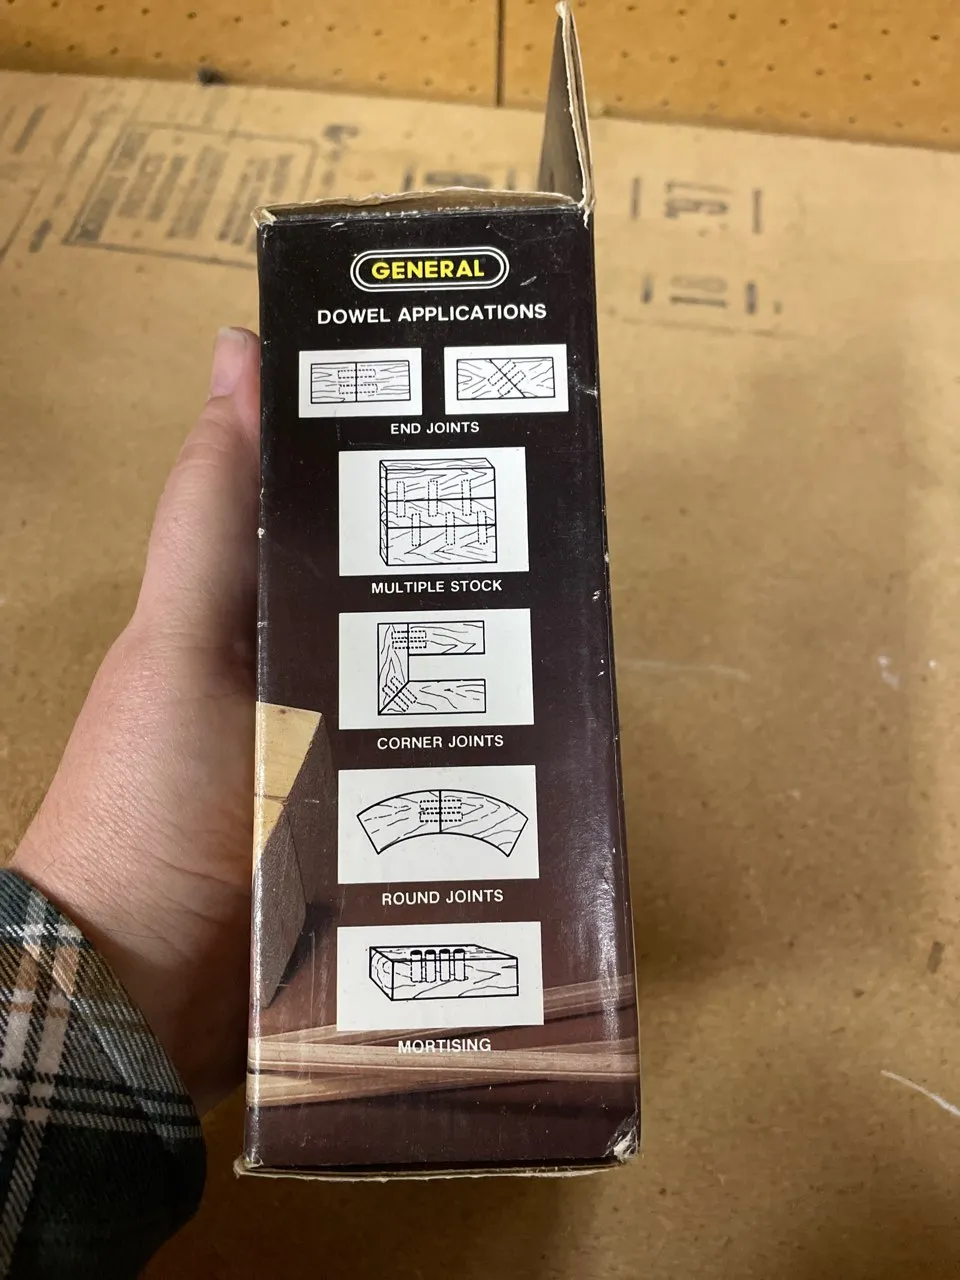 GENERAL
DOWEL APPLICATIONS
END JOINTS
MULTIPLE STOCK
CORNER JOINTS
ROUND JOINTS
MORTISING